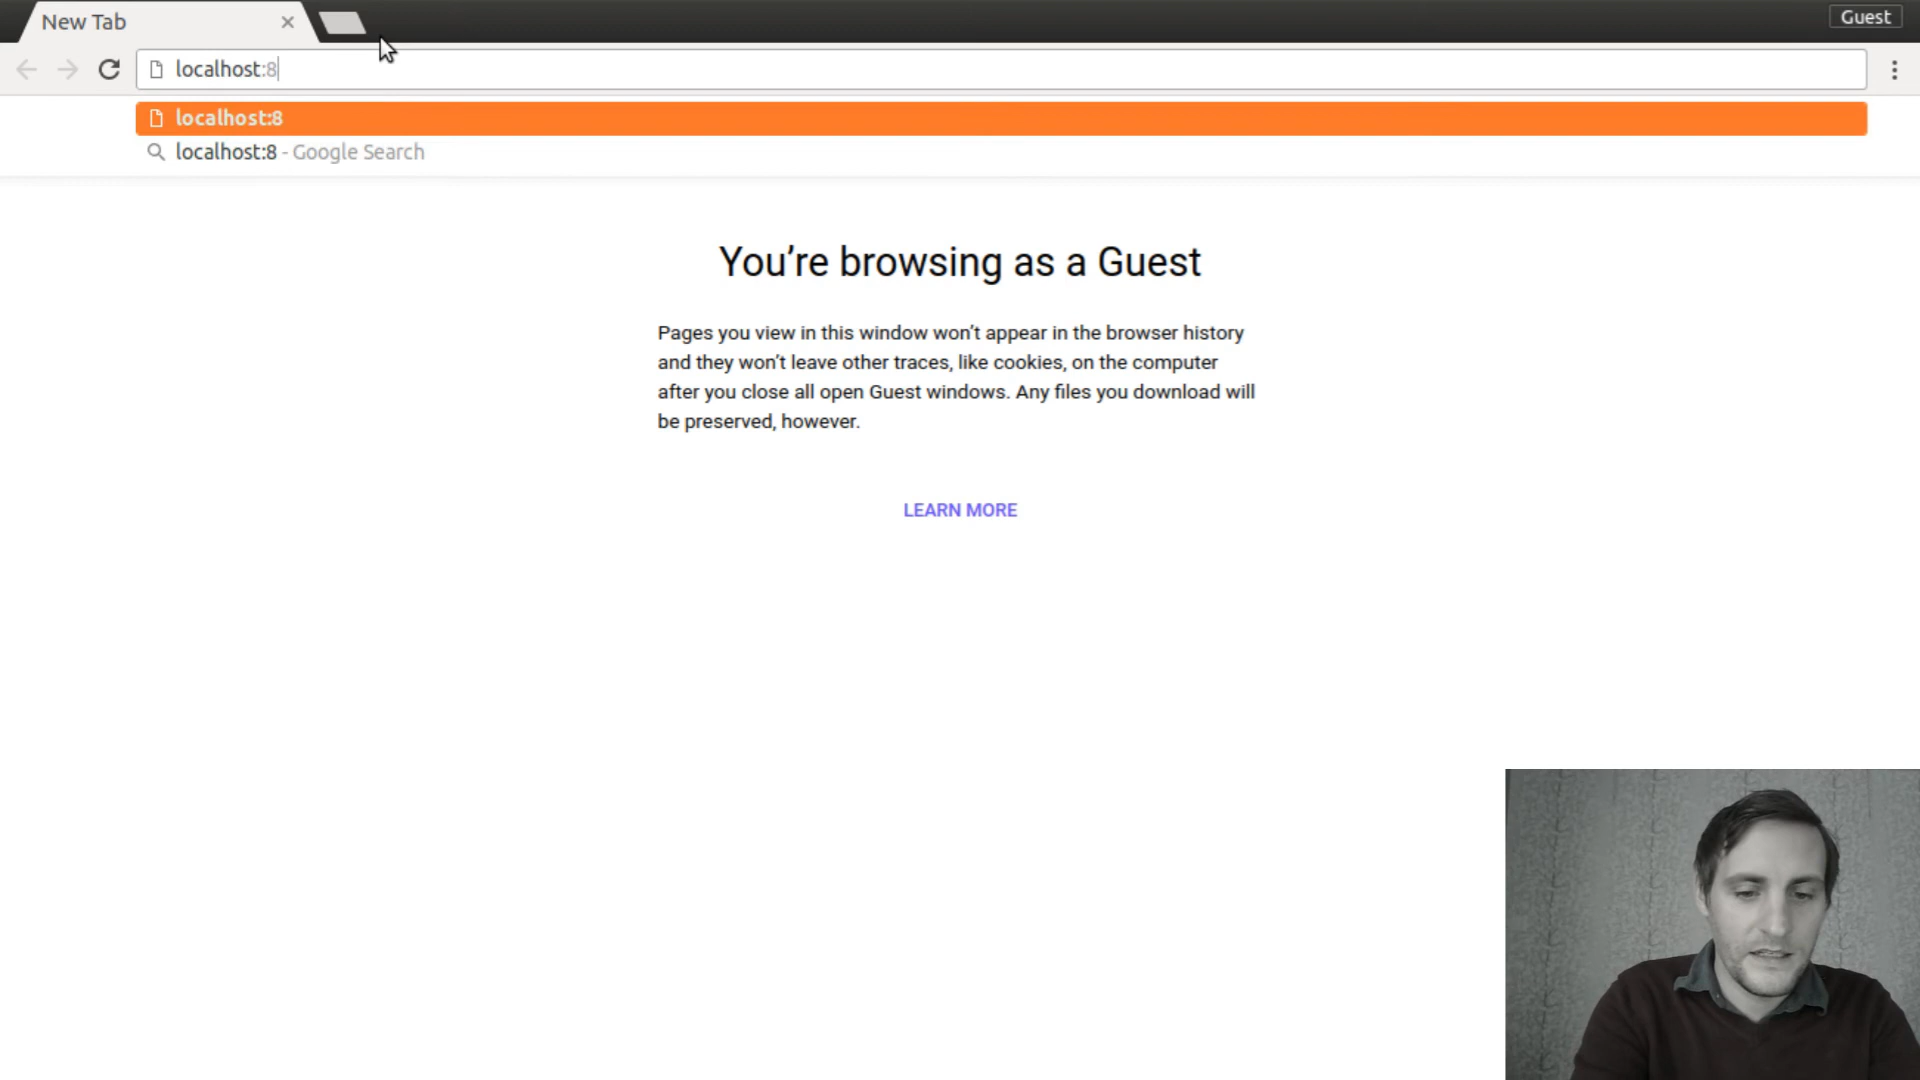 New Tab
Guest
localhost:8
localhost:8
localhost:8 - Google Search
You’re browsing as a Guest
Pages you view in this window won’t appear in the browser history
and they won’t leave other traces, like cookies, on the computer
after you close all open Guest windows. Any files you download will
be preserved, however.
LEARN MORE